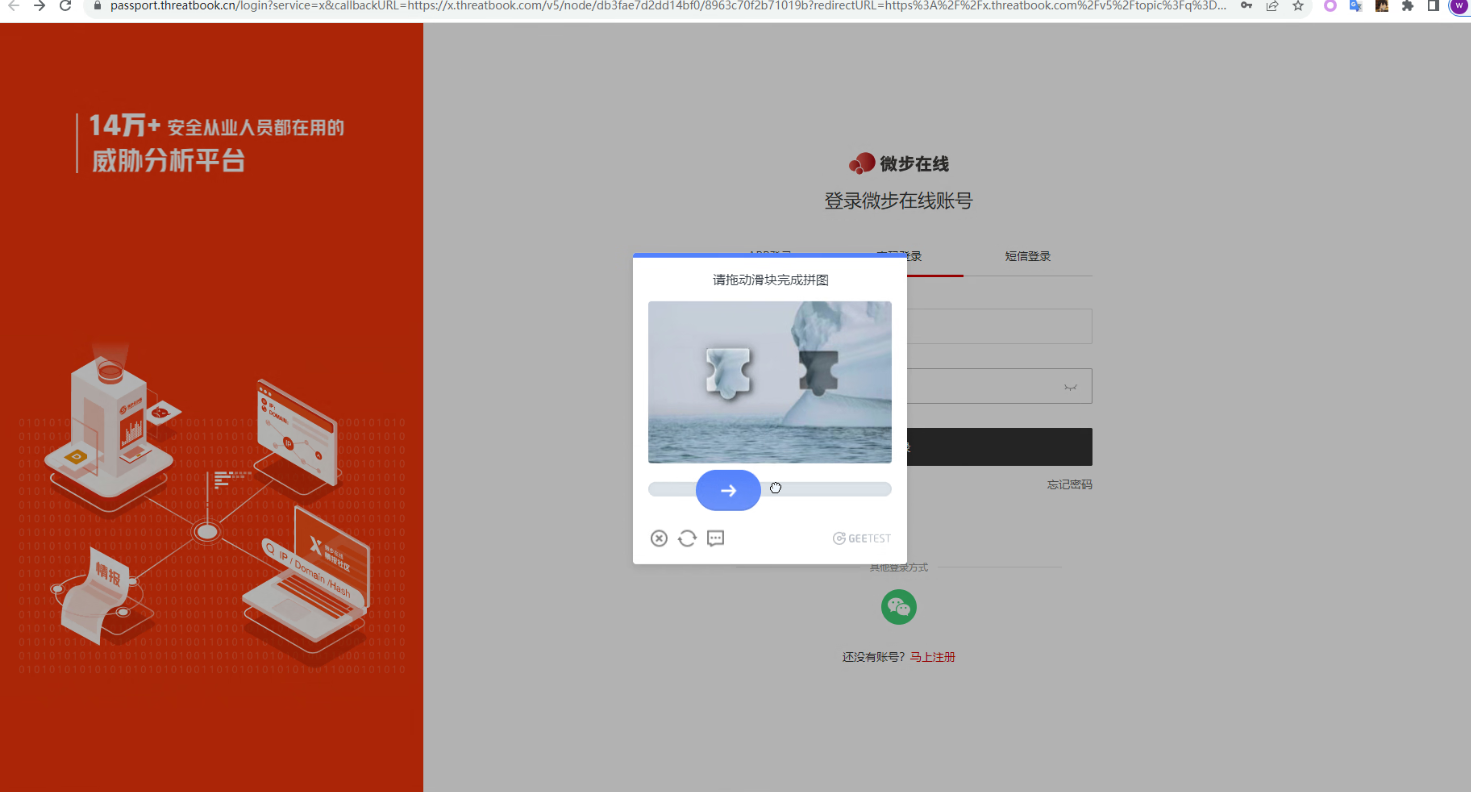 passport.threatbook.cn/login?service=x&callbackURL=https://x.threatbook.com/v5/node/db3fae7d2dd14bf0/8963c70f2b71019b?redirectURL=https%3A%2F%2Fx.threatbook.com%2Fv5%2Ftopic%3Fq%3D...
W
14万+ 安全从业人员都在用的
威胁分析平台
微步在线
登录微步在线账号
登录
短信登录
请拖动滑块完成拼图
忘记密码
GEETEST
其他登录方式
还没有账号? 马上注册
IP / Domain /Hash
情报